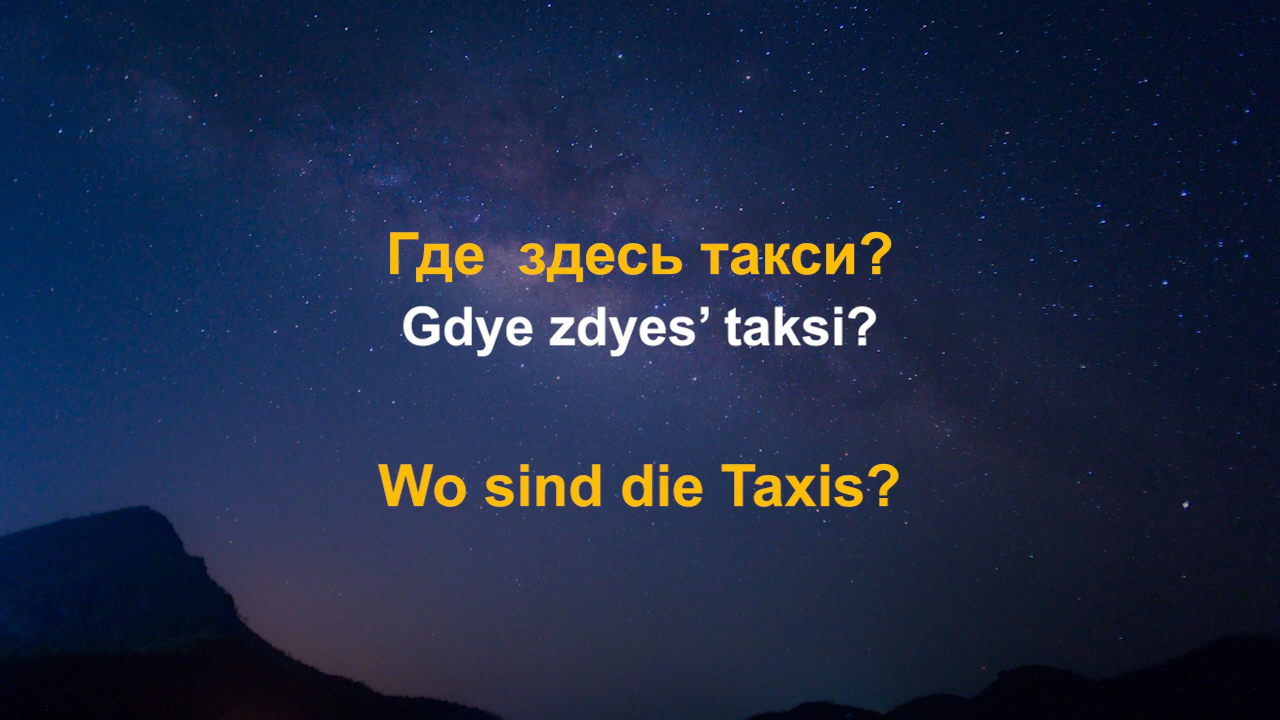 Где  здесь такси?
Gdye zdyes’ taksi?
Wo sind die Taxis?